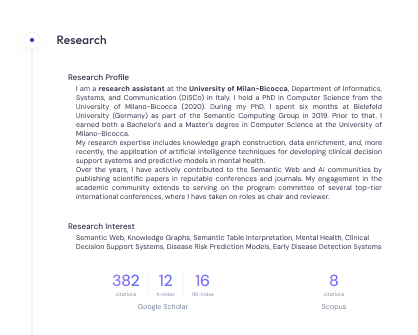 Research
Research Profile
I am a research assistant at the University of Milan-Bicocca, Department of Informatics,
Systems, and Communication (DISCo) in Italy. I hold a PhD in Computer Science from the
University of Milano-Bicocca (2020). During my PhD, I spent six months at Bielefeld
University (Germany) as part of the Semantic Computing Group in 2019. Prior to that, I
earned both a Bachelor's and a Master's degree in Computer Science at the University of
Milano-Bicocca.
My research expertise includes knowledge graph construction, data enrichment, and, more
recently, the application of artificial intelligence techniques for developing clinical decision
support systems and predictive models in mental health.
Over the years, I have actively contributed to the Semantic Web and AI communities by
publishing scientific papers in reputable conferences and journals. My engagement in the
academic community extends to serving on the program committee of several top-tier
international conferences, where I have taken on roles as chair and reviewer.
Research Interest
Semantic Web, Knowledge Graphs, Semantic Table Interpretation, Mental Health, Clinical
Decision Support Systems, Disease Risk Prediction Models, Early Disease Detection Systems
382 12 16 8
citations h-index i10-index citations
Google Scholar Scopus